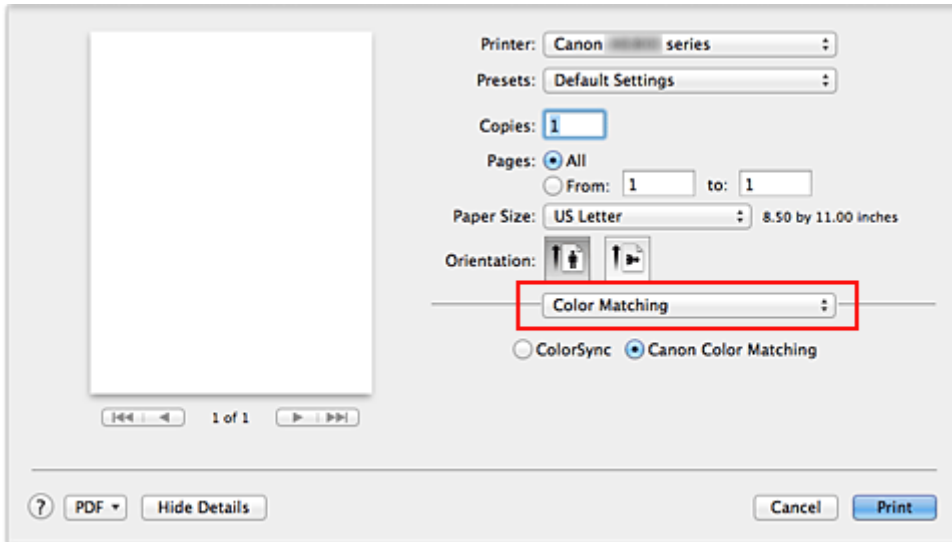 Printer: Canon series
Presets: Default Settings
Copies: 1
Pages: All
From: 1 to: 1
Paper Size: US Letter 8.50 by 11.00 inches
Orientation:
Color Matching
ColorSync Canon Color Matching
1 of 1
? PDF Hide Details Cancel Print